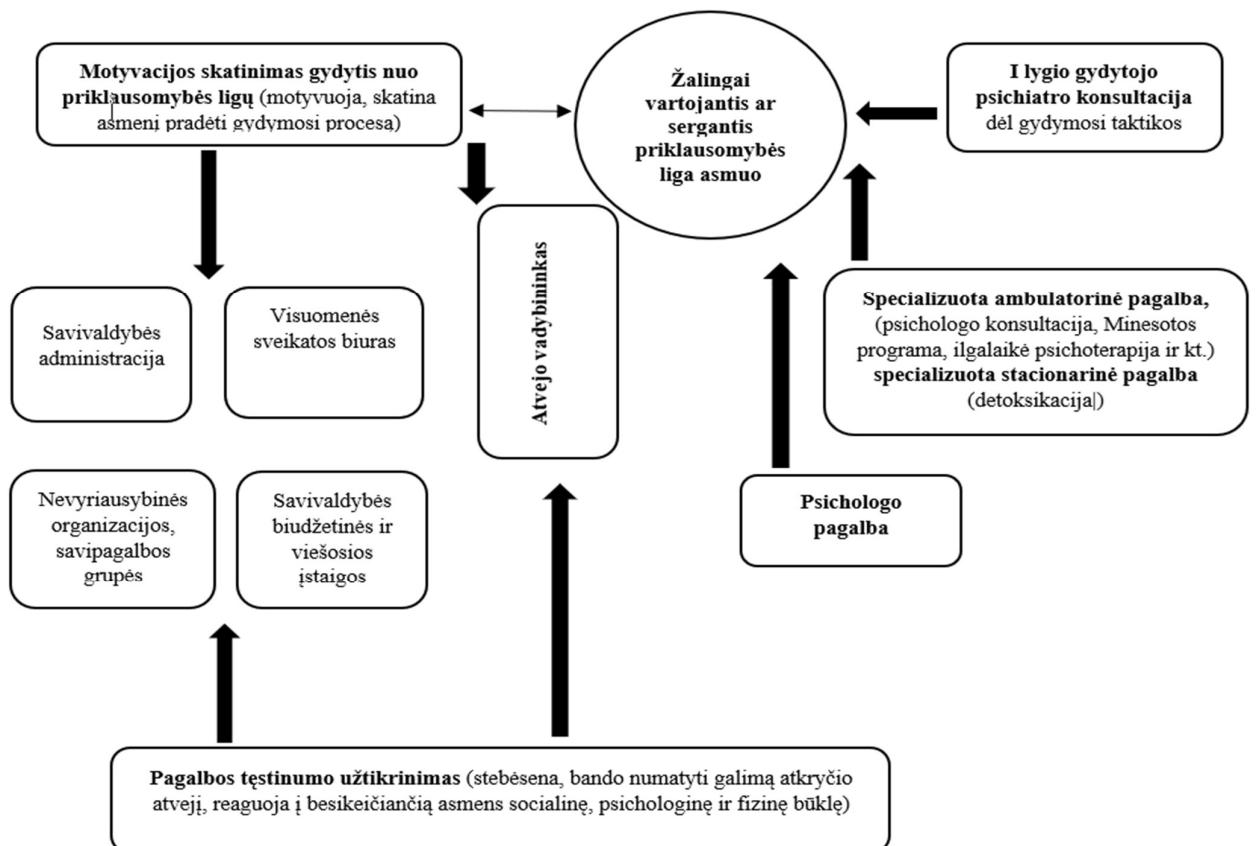 Motyvacijos skatinimas gydytis nuo
priklausomybės ligų (motyvuoja, skatina
asmenį pradėti gydymosi procesą)
Žalingai
vartojantis ar
sergantis
priklausomybės
liga asmuo
I lygio gydytojo
psichiatro konsultacija
dėl gydymosi taktikos
Savivaldybės
administracija
Visuomenės
sveikatos biuras
Atvejo vadybininkas
Specializuota ambulatorinė pagalba,
(psichologo konsultacija, Minesotos
programa, ilgalaikė psichoterapija ir kt.)
specializuota stacionarinė pagalba
(detoksikacija)
Nevyriausybinės
organizacijos,
savipagalbos
grupės
Savivaldybės
biudžetinės ir
viešosios
įstaigos
Psichologo
pagalba
Pagalbos tęstinumo užtikrinimas (stebėsena, bando numatyti galimą atkryčio
atvejį, reaguoja į besikeičiančią asmens socialinę, psichologinę ir fizinę būklę)